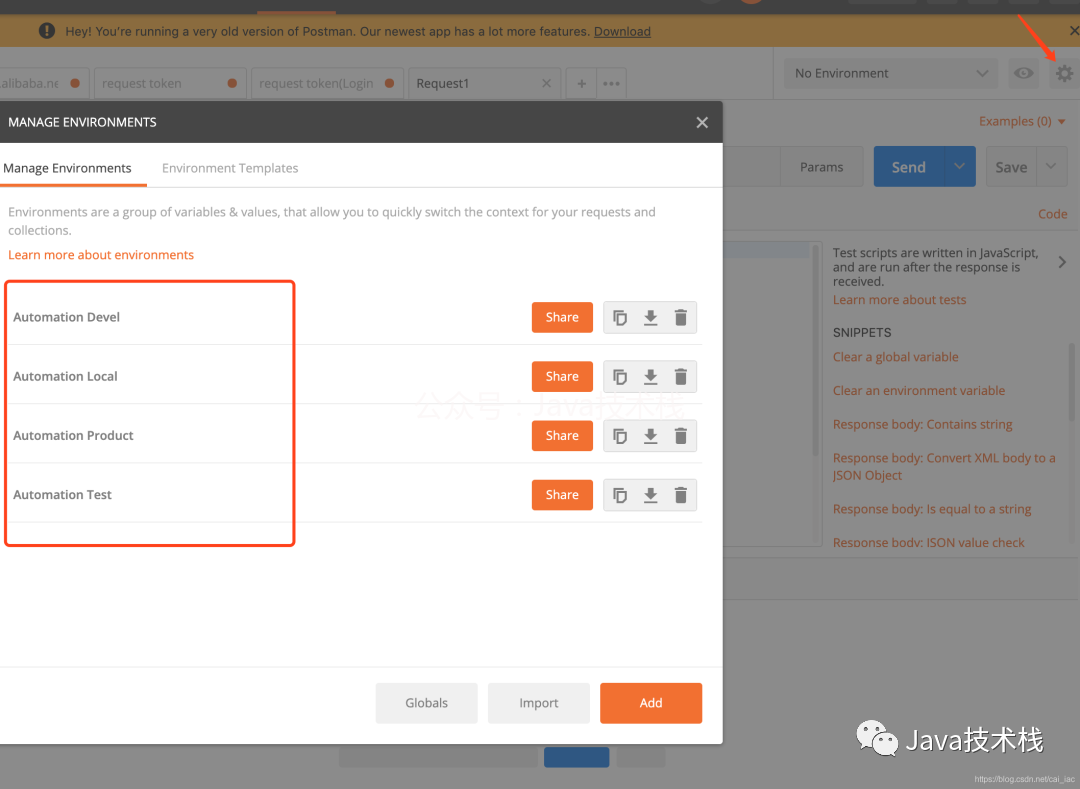 Hey! You're running a very old version of Postman. Our newest app has a lot more features. Download
.alibaba.ne
request token
request token(Login
Request1
No Environment
MANAGE ENVIRONMENTS
Examples (0)
Manage Environments
Environment Templates
Params
Send
Save
Environments are a group of variables & values, that allow you to quickly switch the context for your requests and
collections.
Code
Learn more about environments
Test scripts are written in JavaScript,
and are run after the response is
received.
Learn more about tests
Automation Devel
Share
SNIPPETS
Clear a global variable
Automation Local
Share
Clear an environment variable
公众号:Java技术栈
Response body: Contains string
Automation Product
Share
Response body: Convert XML body to a
JSON Object
Automation Test
Share
Response body: Is equal to a string
Response body: JSON value check
Globals
Import
Add
Java技术栈
https://blog.csdn.net/cai_iac